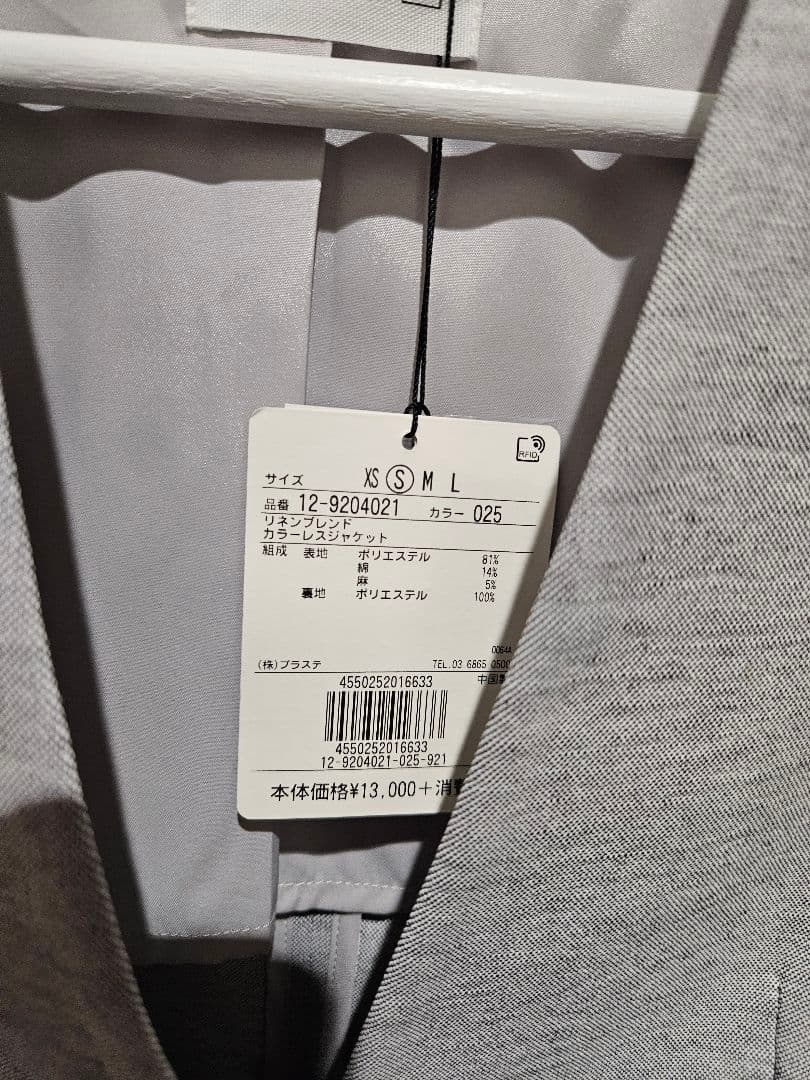 RFID
サイズ XS S M L
品番 12-9204021 カラー 025
リネンブレンド
カラーレスジャケット
組成 表地 ポリエステル 81%
綿 14%
麻 5%
裏地 ポリエステル 100%
0064A
(株)プラステ TEL.03 6865 0500
4550252016633 中国製
4550252016633
12-9204021-025-921
本体価格¥13,000+消費